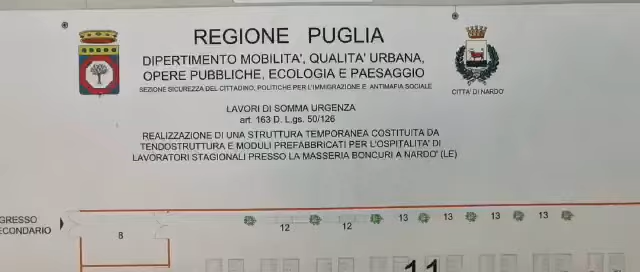 REGIONE PUGLIA
DIPERTIMENTO MOBILITA', QUALITA' URBANA,
OPERE PUBBLICHE, ECOLOGIA E PAESAGGIO
SEZIONE SICUREZZA DEL CITTADINO, POLITICHE PER L'IMMIGRAZIONE E ANTIMAFIA SOCIALE
CITTA' DI NARDO'
LAVORI DI SOMMA URGENZA
art. 163 D. Lgs. 50/126
REALIZZAZIONE DI UNA STRUTTURA TEMPORANEA COSTITUITA DA
TENDOSTRUTTURA E MODULI PREFABBRICATI PER L'OSPITALITA' DI
LAVORATORI STAGIONALI PRESSO LA MASSERIA BONCURI A NARDO' (LE)
GRESSO
ECONDARIO
8
12
12
13
13
13
13
11